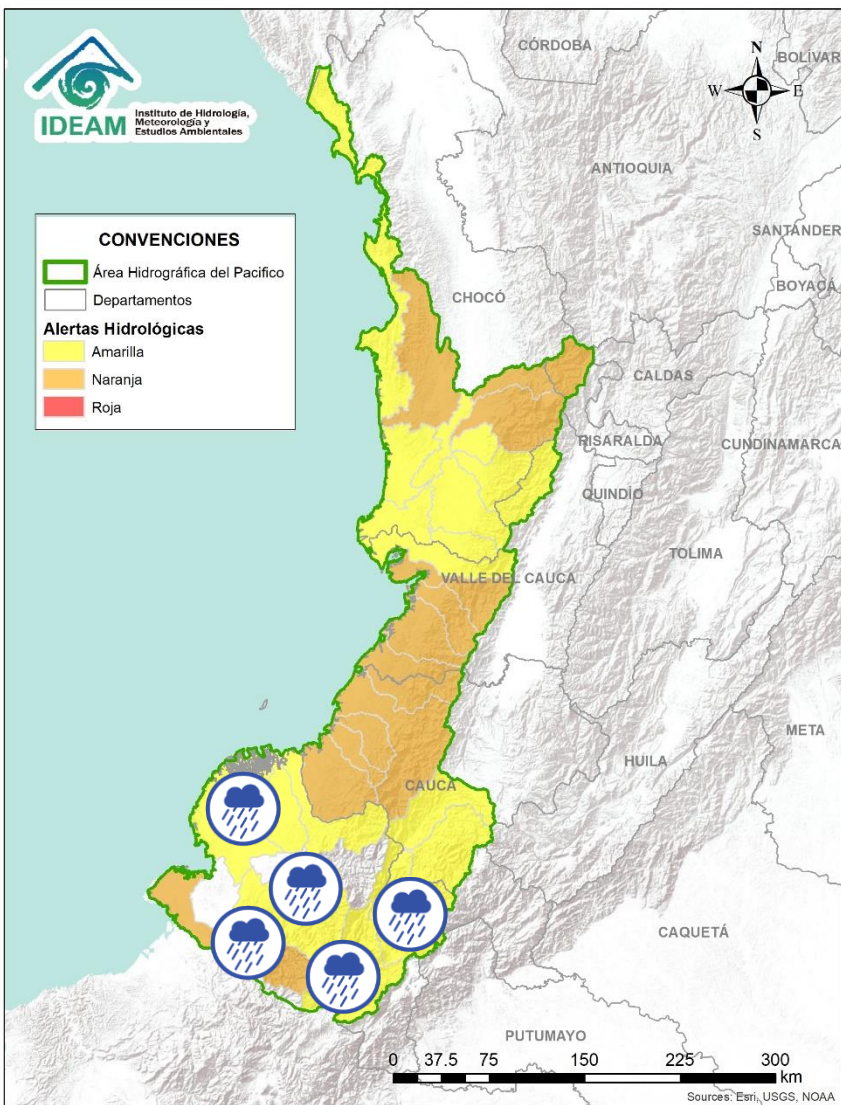 IDEAM
Instituto de Hidrología,
Meteorología y
Estudios Ambientales
N
W
E
S
CÓRDOBA
BOLÍVAR
ANTIOQUIA
SANTANDER
BOYACÁ
CONVENCIONES
Área Hidrográfica del Pacifico
Departamentos
Alertas Hidrológicas
Amarilla
Naranja
Roja
CHOCÓ
CALDAS
RISARALDA
CUNDINAMARCA
QUINDÍO
TOLIMA
VALLE DEL CAUCA
META
HUILA
CAUCA
CAQUETÁ
PUTUMAYO
0 37.5 75 150 225 300
km
Sources: Esri, USGS, NOAA